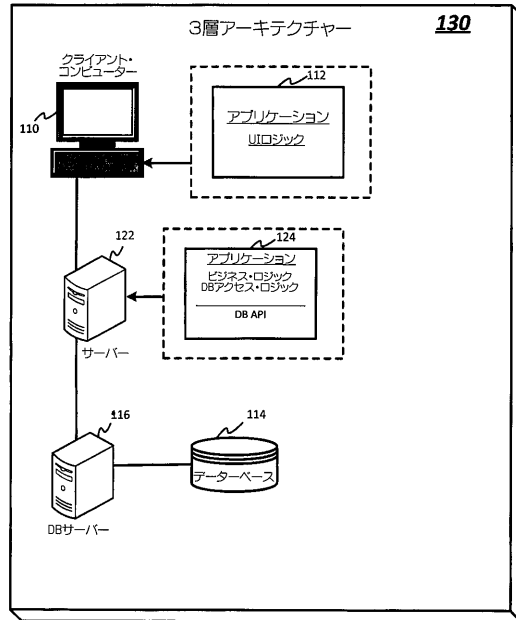 3層アーキテクチャー
130
クライアント・
コンピューター
110
112
アプリケーション
UIロジック
122
124
アプリケーション
ビジネス・ロジック
DBアクセス・ロジック
DB API
サーバー
116
114
データーベース
DBサーバー